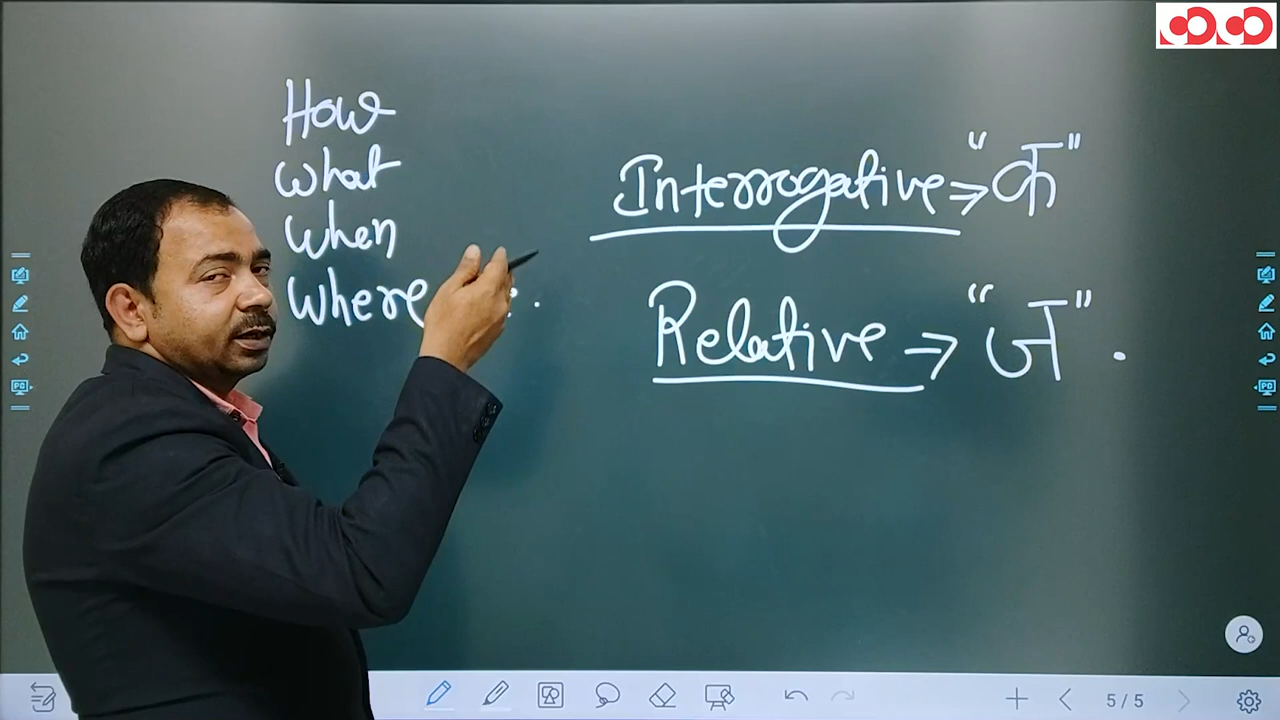 How
what
when
where
Interrogative ⇒ "क"
Relative → "ज" .
5 / 5